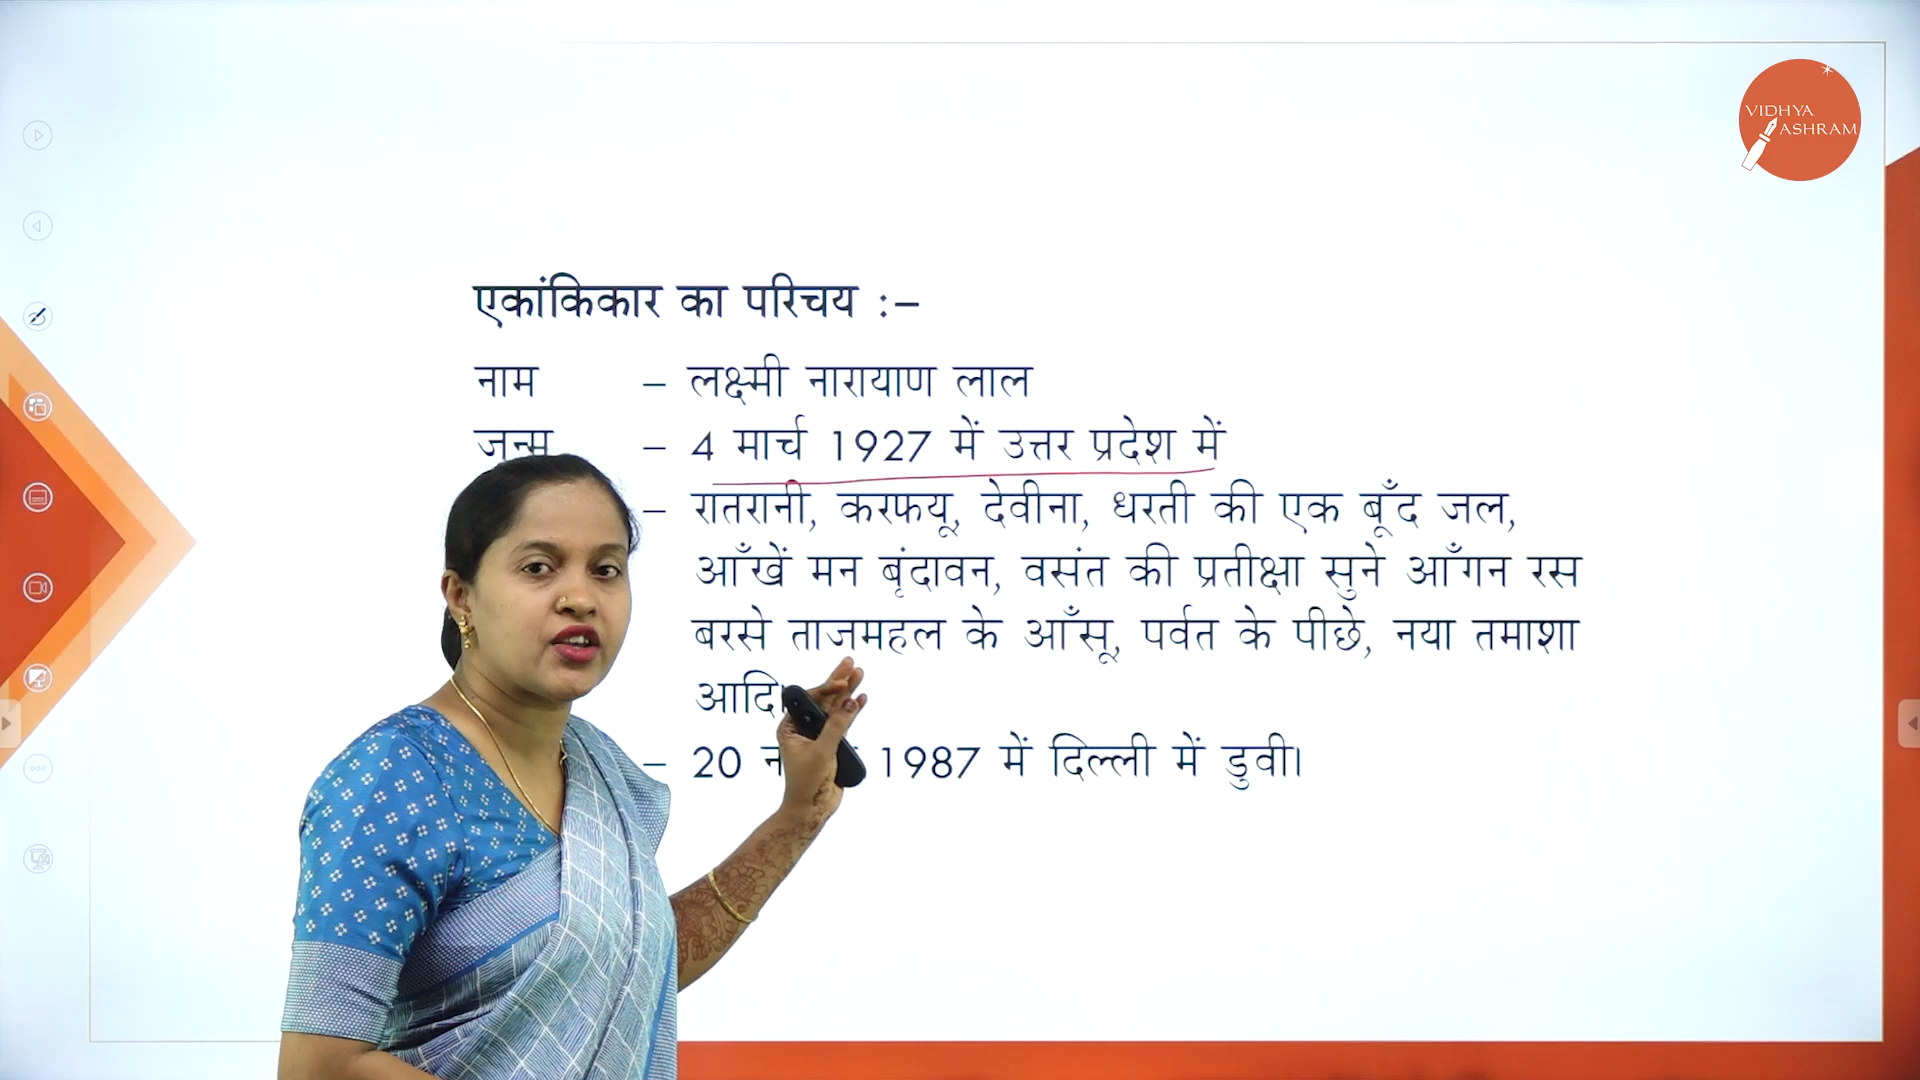 VIDHYA
ASHRAM
एकांकिकार का परिचय :–
नाम – लक्ष्मी नारायाण लाल
जन्म – 4 मार्च 1927 में उत्तर प्रदेश में
– रातरानी, करफयू, देवीना, धरती की एक बूँद जल,
आँखें मन बृंदावन, वसंत की प्रतीक्षा सुने आँगन रस
बरसे ताजमहल के आँसू, पर्वत के पीछे, नया तमाशा
आदि।
– 20 1987 में दिल्ली में डुवी।